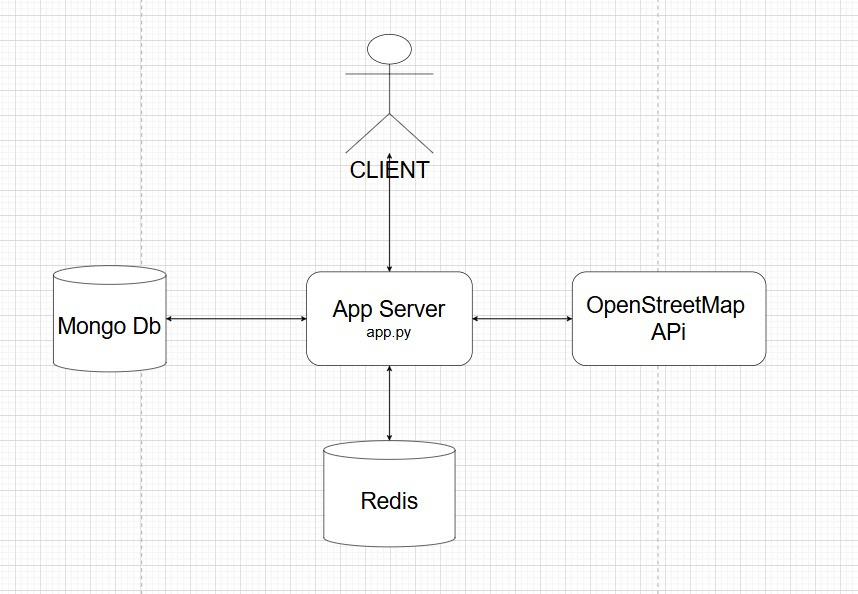 CLIENT
Mongo Db
App Server
app.py
OpenStreetMap
APi
Redis